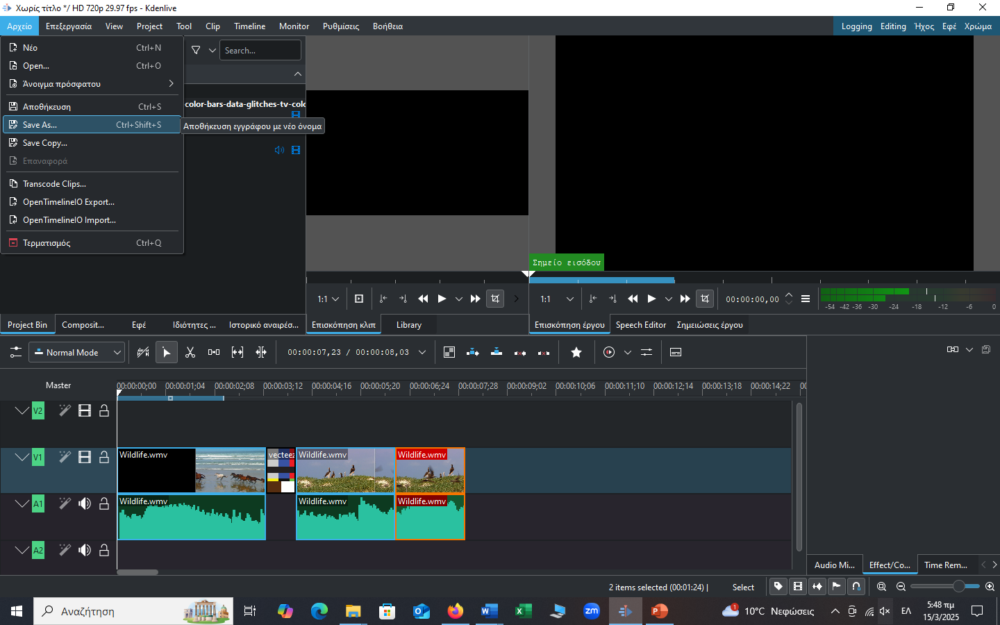 Χωρίς τίτλο */ HD 720p 29.97 fps - Kdenlive
Αρχείο Επεξεργασία View Project Tool Clip Timeline Monitor Ρυθμίσεις Βοήθεια Logging Editing Ήχος Εφέ Χρώμα
Νέο Ctrl+N
Open... Ctrl+O
Άνοιγμα πρόσφατου
Αποθήκευση Ctrl+S
Save As... Ctrl+Shift+S
Save Copy...
Επαναφορά
Transcode Clips...
OpenTimelineIO Export...
OpenTimelineIO Import...
Τερματισμός Ctrl+Q
Search...
color-bars-data-glitches-tv-colo
Αποθήκευση εγγράφου με νέο όνομα
Σημείο εισόδου
1:1
1:1 00:00:00,00
-54 -42 -36 -30 -24 -18 -12 -6 0
Project Bin Composit... Εφέ Ιδιότητες ... Ιστορικό αναιρέσ... Επισκόπηση κλιπ Library Επισκόπηση έργου Speech Editor Σημειώσεις έργου
Normal Mode 00:00:07,23 / 00:00:08,03
Master 00:00:00;00 00:00:01;04 00:00:02;08 00:00:03;12 00:00:04;16 00:00:05;20 00:00:06;24 00:00:07;28 00:00:09;02 00:00:10;06 00:00:11;10 00:00:12;14 00:00:13;18 00:00:14;22 00
V2
V1 Wildlife.wmv vecteez Wildlife.wmv Wildlife.wmv
A1 Wildlife.wmv Wildlife.wmv Wildlife.wmv
A2
Audio Mi... Effect/Co... Time Rem...
2 items selected (00:01:24) | Select
Αναζήτηση
zm
1
10°C Νεφώσεις
ΕΛ
5:48 πμ
15/3/2025